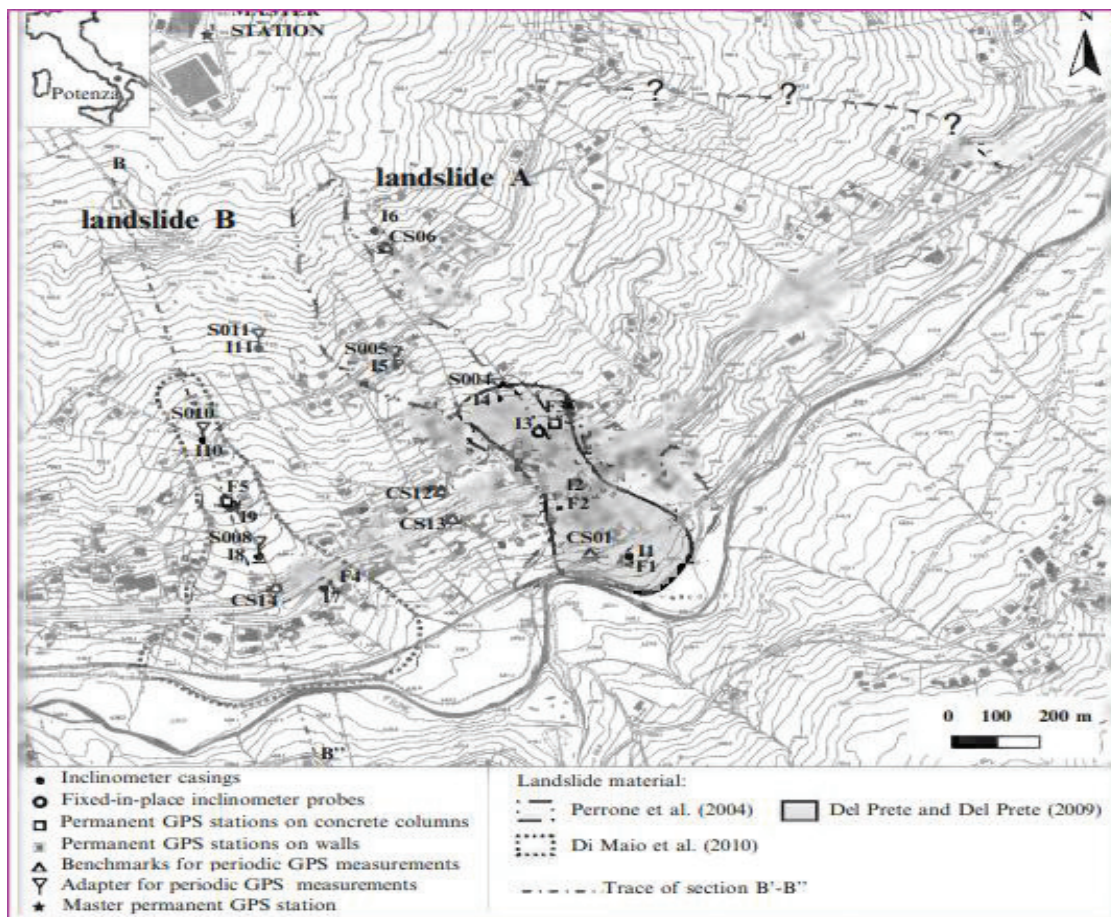 MASTER
STATION
N
Potenza
?
?
?
B
landslide A
landslide B
I6
CS06
S011
I11
S005
I5
S004
I4
F3
I3
S010
I10
I2
F2
CS12
F5
I9
CS13
S008
I8
CS01
I1
F1
F4
I7
CS14
0 100 200 m
B''
Inclinometer casings
Fixed-in-place inclinometer probes
Permanent GPS stations on concrete columns
Permanent GPS stations on walls
Benchmarks for periodic GPS measurements
Adapter for periodic GPS measurements
Master permanent GPS station
Landslide material:
Perrone et al. (2004)
Del Prete and Del Prete (2009)
Di Maio et al. (2010)
Trace of section B'-B''